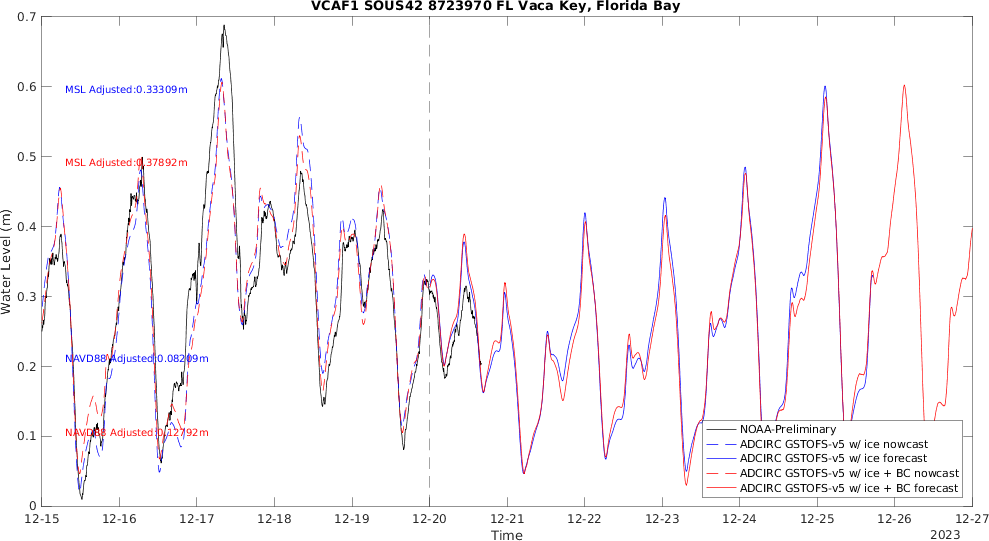 VCAF1 SOUS42 8723970 FL Vaca Key, Florida Bay
Water Level (m)
0.7
0.6
0.5
0.4
0.3
0.2
0.1
0
MSL Adjusted:0.33309m
MSL Adjusted:0.37892m
NAVD88 Adjusted:0.08209m
NAVD88 Adjusted:0.12792m
NOAA-Preliminary
ADCIRC GSTOFS-v5 w/ ice nowcast
ADCIRC GSTOFS-v5 w/ ice forecast
ADCIRC GSTOFS-v5 w/ ice + BC nowcast
ADCIRC GSTOFS-v5 w/ ice + BC forecast
12-15 12-16 12-17 12-18 12-19 12-20 12-21 12-22 12-23 12-24 12-25 12-26 12-27
Time
2023